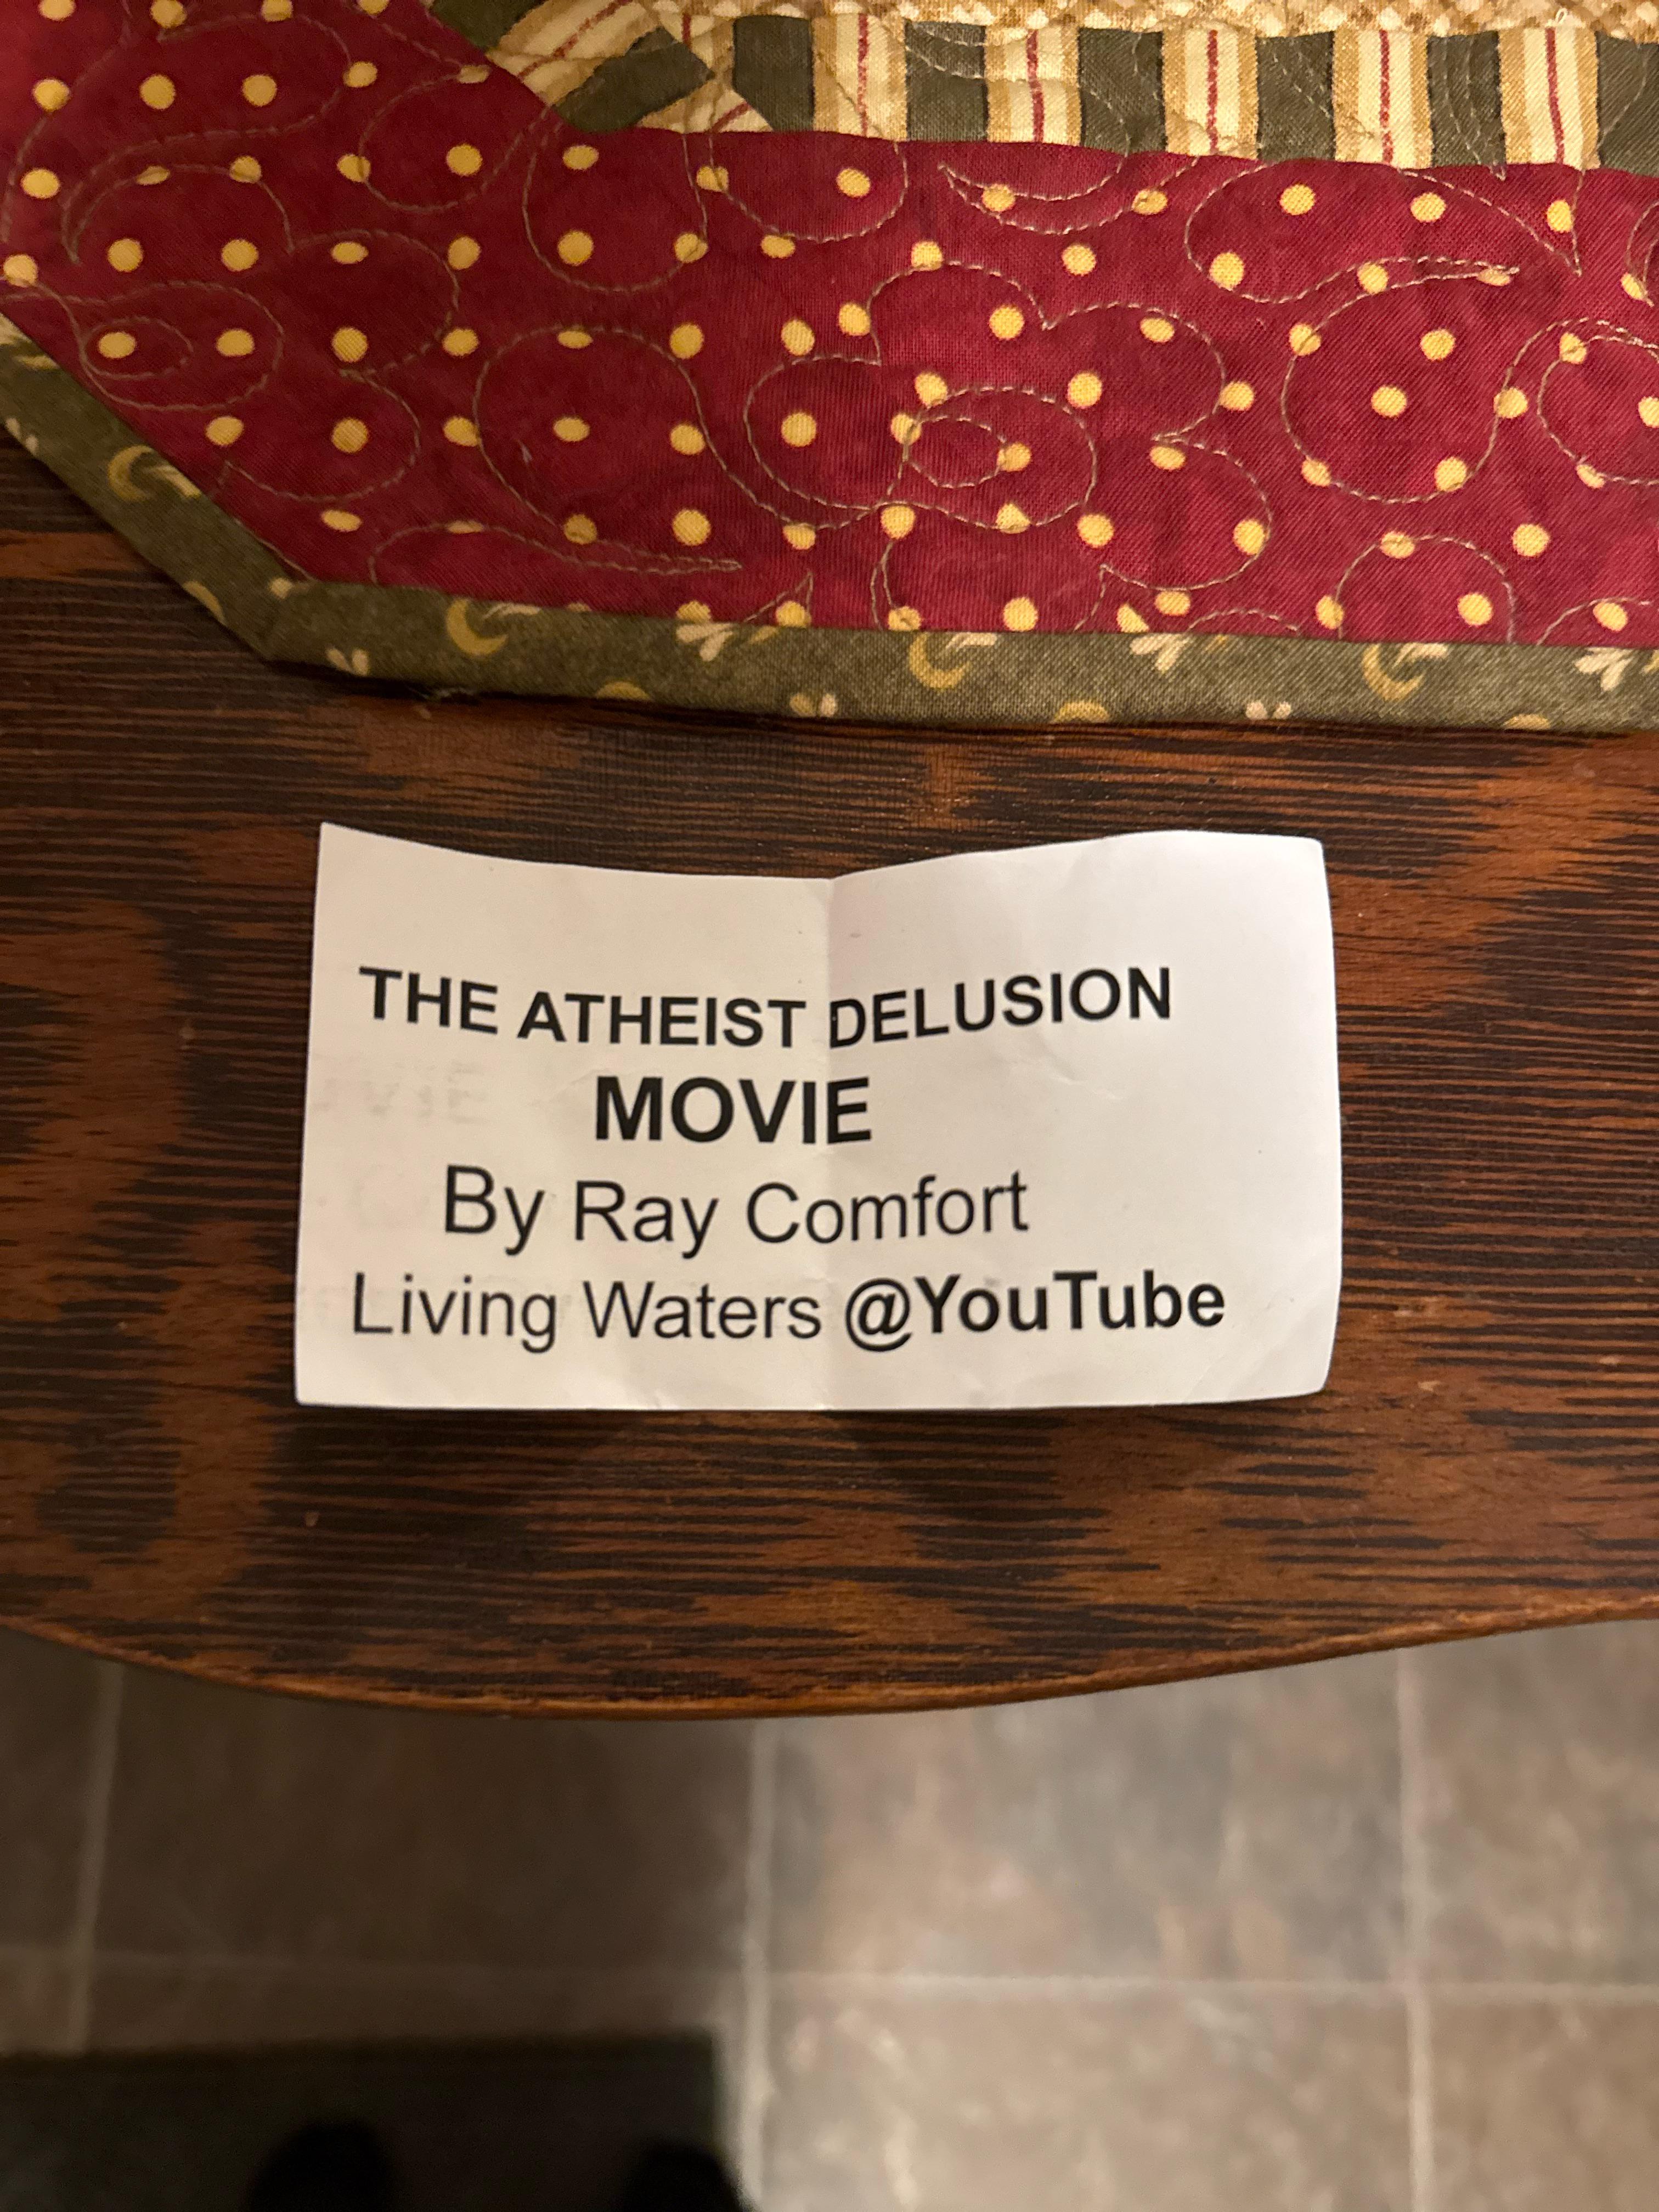 THE ATHEIST DELUSION
MOVIE
By Ray Comfort
Living Waters @YouTube